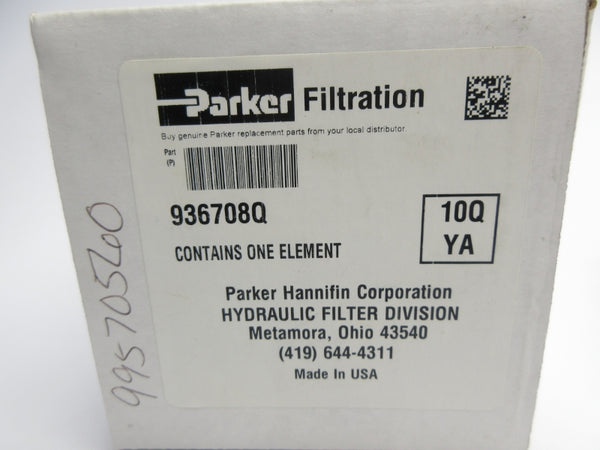 Parker Filtration
Buy genuine Parker replacement parts from your local distributor
Part
(P)
936708Q
10Q
YA
CONTAINS ONE ELEMENT
Parker Hannifin Corporation
HYDRAULIC FILTER DIVISION
Metamora, Ohio 43540
(419) 644-4311
Made In USA
995705200